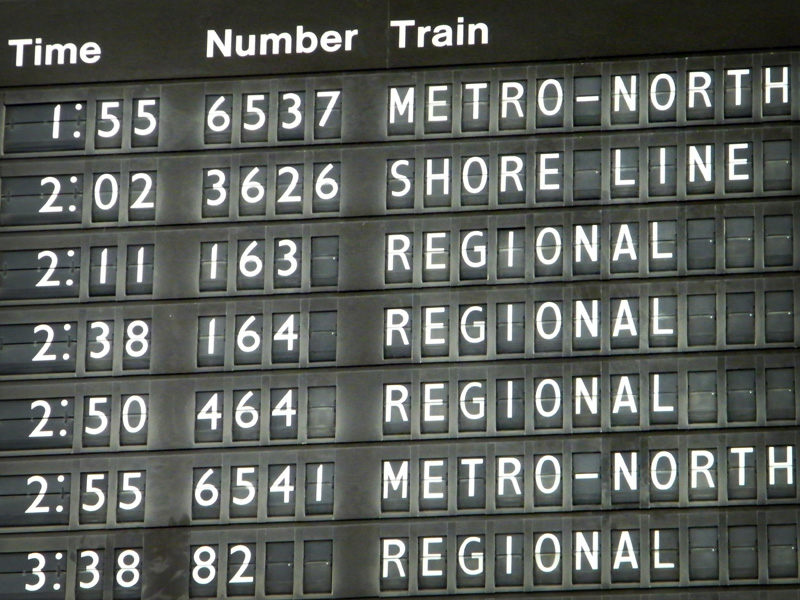 Time Number Train
1:55 6537 METRO-NORTH
2:02 3626 SHORE LINE
2:11 163 REGIONAL
2:38 164 REGIONAL
2:50 464 REGIONAL
2:55 6541 METRO-NORTH
3:38 82 REGIONAL